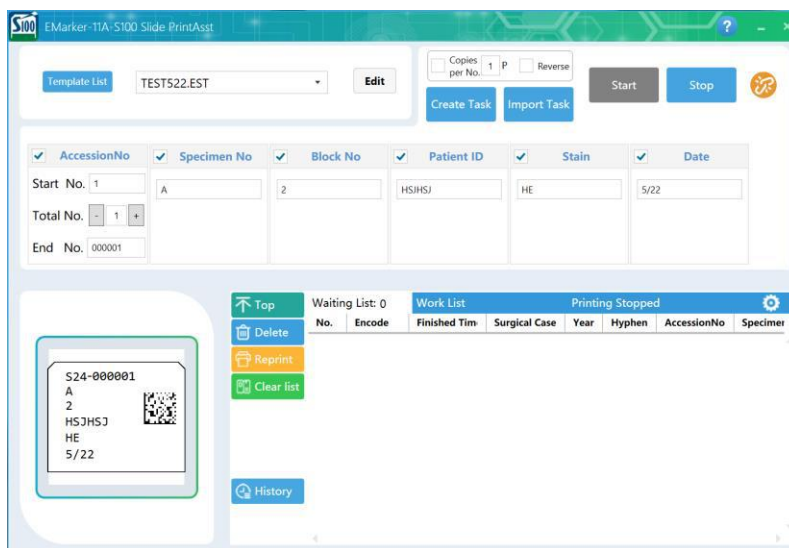 S100 EMarker-11A-S100 Slide PrintAsst ?
Template List TEST522.EST Edit
Copies per No. 1 P Reverse
Create Task Import Task Start Stop
AccessionNo Specimen No Block No Patient ID Stain Date
Start No. 1 A 2 HSJHSJ HE 5/22
Total No. - 1 +
End No. 000001
Top Waiting List: 0 Work List Printing Stopped
No. Encode Finished Tim Surgical Case Year Hyphen AccessionNo Specimen
Delete
Reprint
Clear list
History
S24-000001
A
2
HSJHSJ
HE
5/22